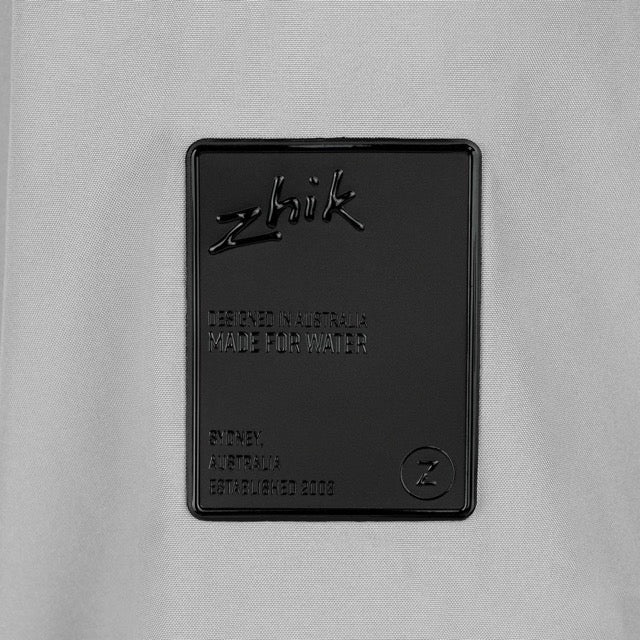 zhik
DESIGNED IN AUSTRALIA
MADE FOR WATER
SYDNEY,
AUSTRALIA
ESTABLISHED 2003
Z